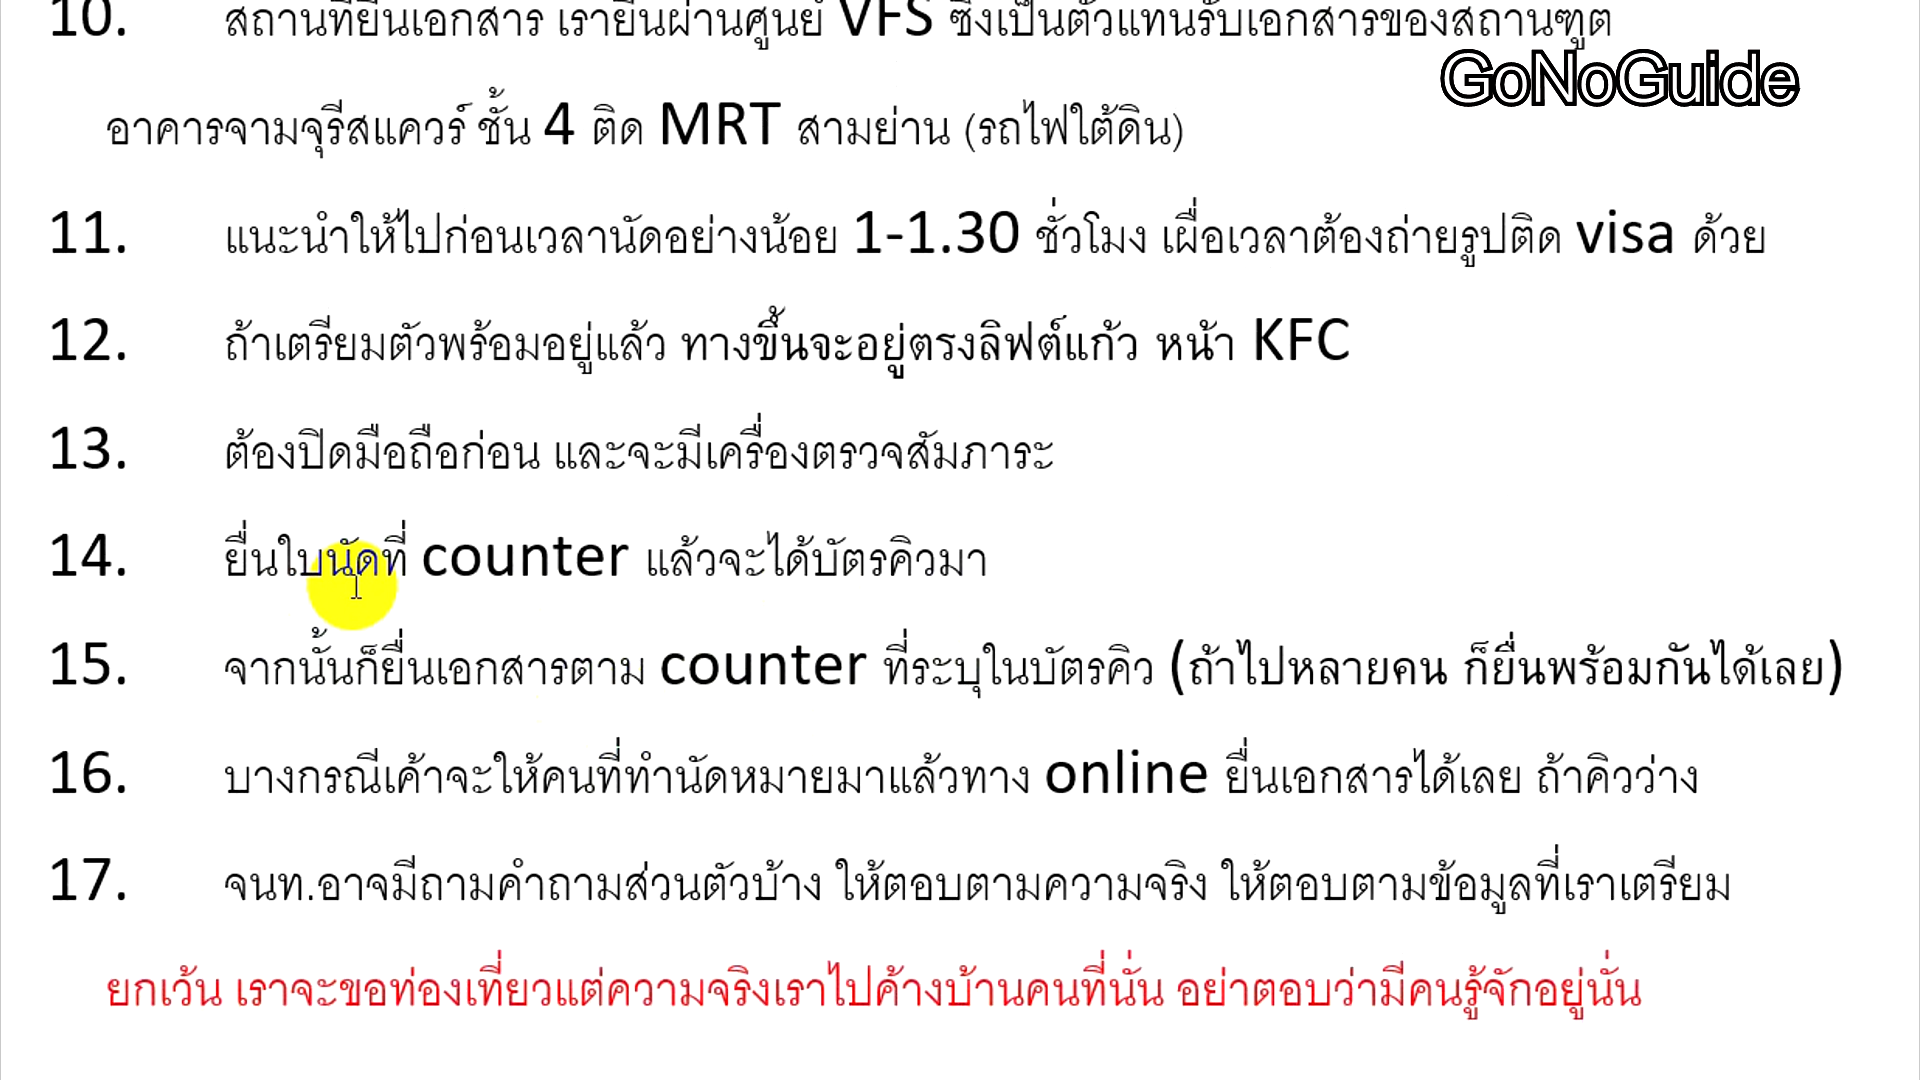 10. สถานที่ยื่นเอกสาร เรายื่นผ่านศูนย์ VFS ซึ่งเป็นตัวแทนรับเอกสารของสถานฑูต
GoNoGuide
อาคารจามจุรีสแควร์ ชั้น 4 ติด MRT สามย่าน (รถไฟใต้ดิน)
11. แนะนำให้ไปก่อนเวลานัดอย่างน้อย 1-1.30 ชั่วโมง เผื่อเวลาต้องถ่ายรูปติด visa ด้วย
12. ถ้าเตรียมตัวพร้อมอยู่แล้ว ทางขึ้นจะอยู่ตรงลิฟต์แก้ว หน้า KFC
13. ต้องปิดมือถือก่อน และจะมีเครื่องตรวจสัมภาระ
14. ยื่นใบนัดที่ counter แล้วจะได้บัตรคิวมา
15. จากนั้นก็ยื่นเอกสารตาม counter ที่ระบุในบัตรคิว (ถ้าไปหลายคน ก็ยื่นพร้อมกันได้เลย)
16. บางกรณีเค้าจะให้คนที่ทำนัดหมายมาแล้วทาง online ยื่นเอกสารได้เลย ถ้าคิวว่าง
17. จนท.อาจมีถามคำถามส่วนตัวบ้าง ให้ตอบตามความจริง ให้ตอบตามข้อมูลที่เราเตรียม
ยกเว้น เราจะขอท่องเที่ยวแต่ความจริงเราไปค้างบ้านคนที่นั่น อย่าตอบว่ามีคนรู้จักอยู่นั่น